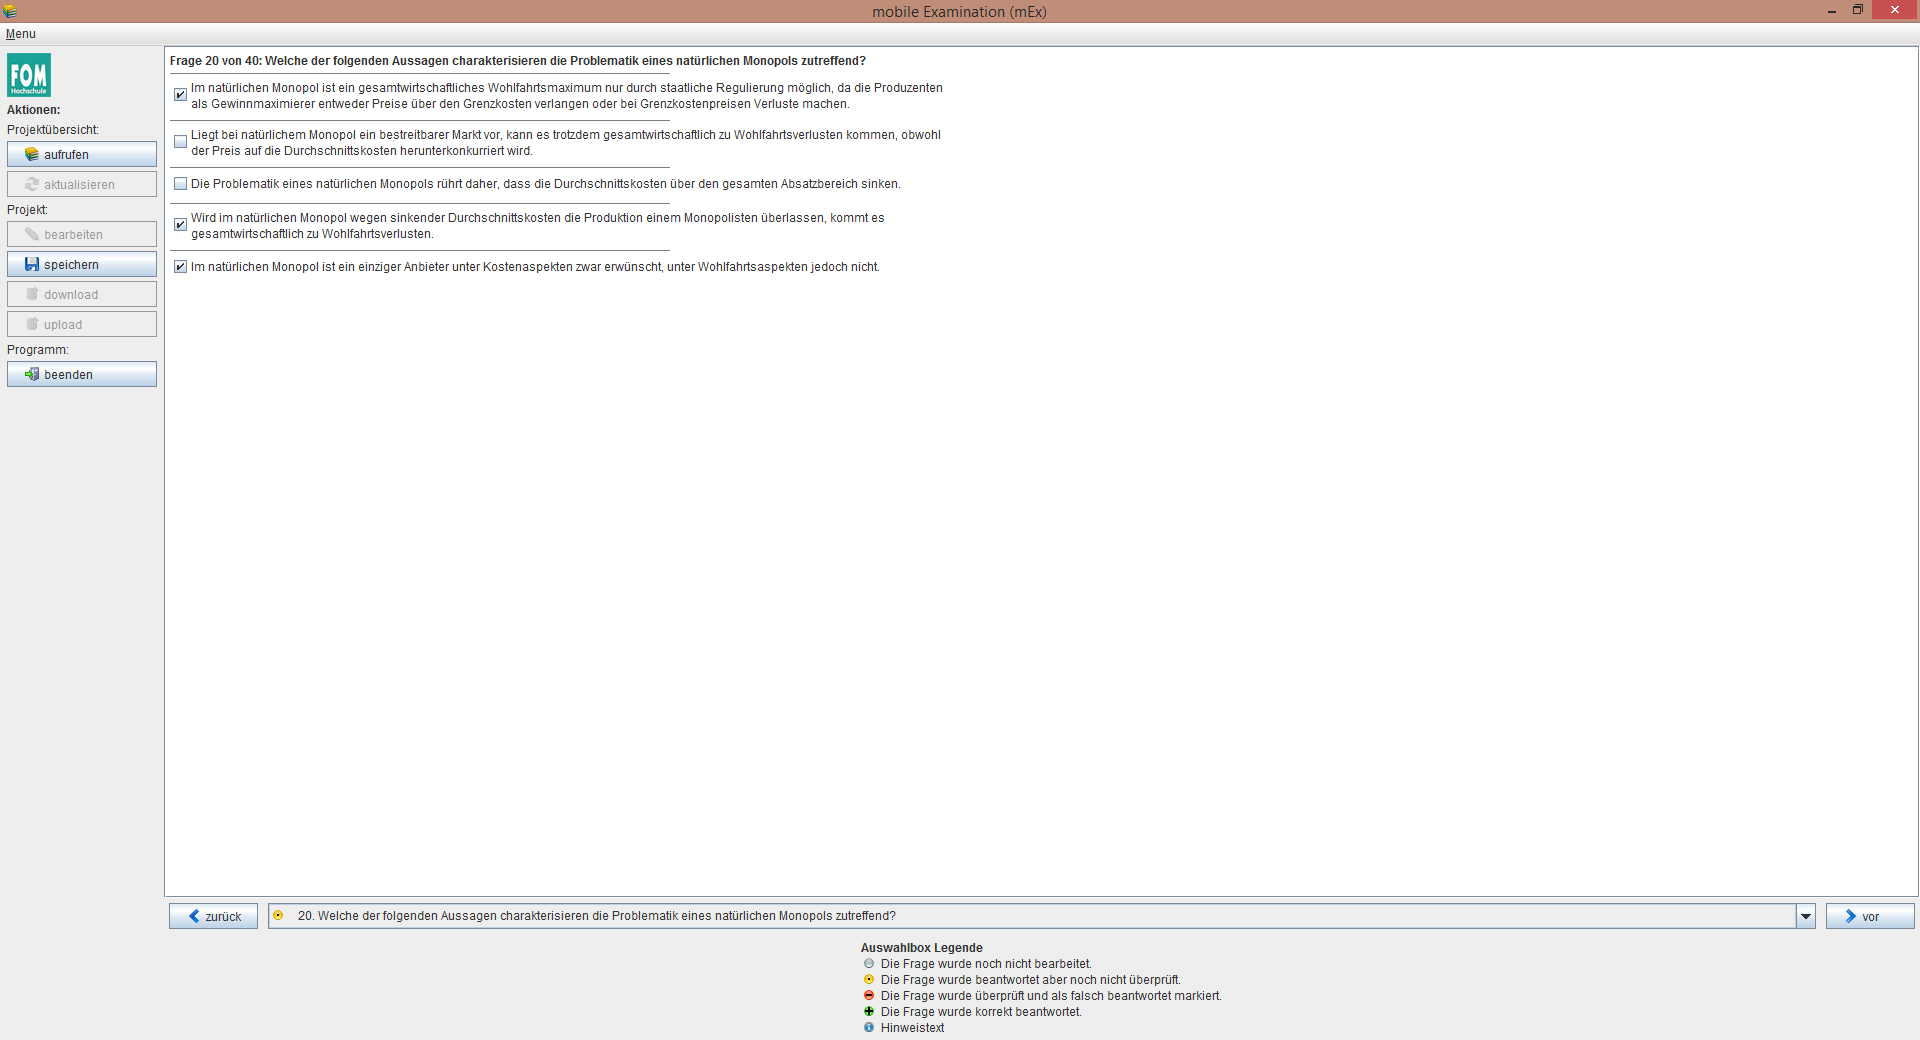 mobile Examination (mEx)
Menu
FOM
Hochschule
Aktionen:
Projektübersicht:
aufrufen
aktualisieren
Projekt:
bearbeiten
speichern
download
upload
Programm:
beenden
Frage 20 von 40: Welche der folgenden Aussagen charakterisieren die Problematik eines natürlichen Monopols zutreffend?
Im natürlichen Monopol ist ein gesamtwirtschaftliches Wohlfahrtsmaximum nur durch staatliche Regulierung möglich, da die Produzenten
als Gewinnmaximierer entweder Preise über den Grenzkosten verlangen oder bei Grenzkostenpreisen Verluste machen.
Liegt bei natürlichem Monopol ein bestreitbarer Markt vor, kann es trotzdem gesamtwirtschaftlich zu Wohlfahrtsverlusten kommen, obwohl
der Preis auf die Durchschnittskosten herunterkonkurriert wird.
Die Problematik eines natürlichen Monopols rührt daher, dass die Durchschnittskosten über den gesamten Absatzbereich sinken.
Wird im natürlichen Monopol wegen sinkender Durchschnittskosten die Produktion einem Monopolisten überlassen, kommt es
gesamtwirtschaftlich zu Wohlfahrtsverlusten.
Im natürlichen Monopol ist ein einziger Anbieter unter Kostenaspekten zwar erwünscht, unter Wohlfahrtsaspekten jedoch nicht.
zurück
20. Welche der folgenden Aussagen charakterisieren die Problematik eines natürlichen Monopols zutreffend?
vor
Auswahlbox Legende
Die Frage wurde noch nicht bearbeitet.
Die Frage wurde beantwortet aber noch nicht überprüft.
Die Frage wurde überprüft und als falsch beantwortet markiert.
Die Frage wurde korrekt beantwortet.
Hinweistext